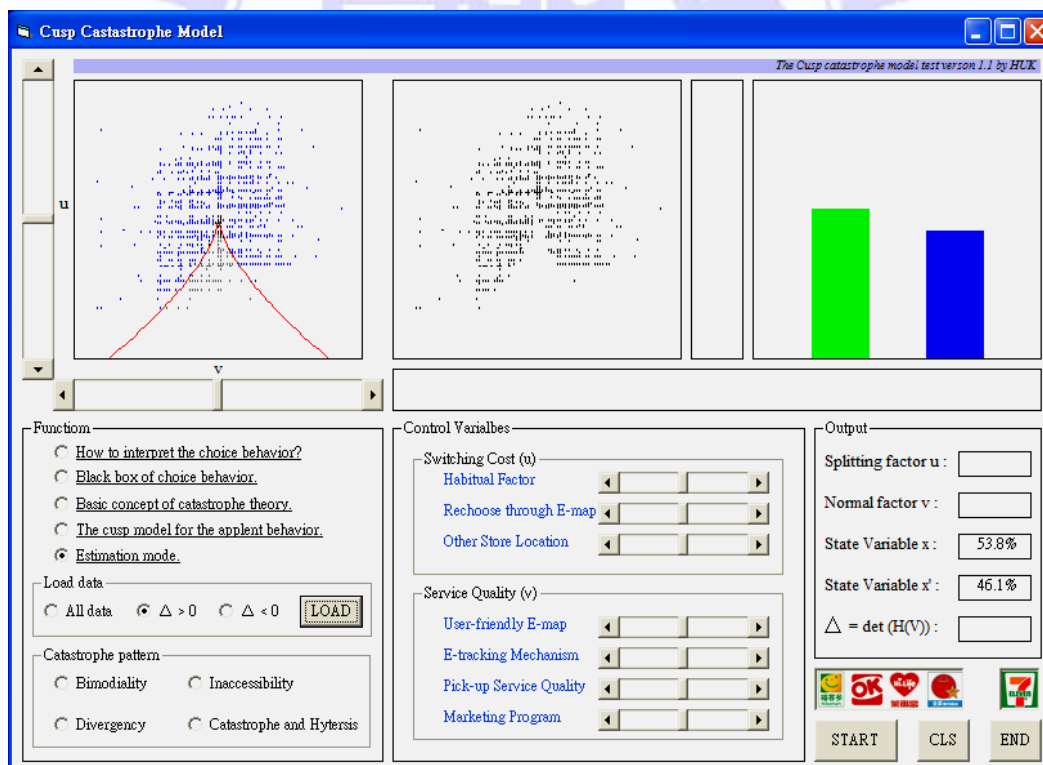 Cusp Castastrophe Model
The Cusp catastrophe model test verson 1.1 by HUK
u
v
Functiom
How to interpret the choice behavior?
Black box of choice behavior.
Basic concept of catastrophe theory.
The cusp model for the applent behavior.
Estimation mode.
Load data
All data
Δ > 0
Δ < 0
LOAD
Catastrophe pattern
Bimodiality
Inaccessibility
Divergency
Catastrophe and Hytersis
Control Varialbes
Switching Cost (u)
Habitual Factor
Rechoose through E-map
Other Store Location
Service Quality (v)
User-friendly E-map
E-tracking Mechanism
Pick-up Service Quality
Marketing Program
Output
Splitting factor u :
Normal factor v :
State Variable x : 53.8%
State Variable x' : 46.1%
Δ = det (H(V)) :
OK
Hi-Life
7 ELEVEN
START
CLS
END